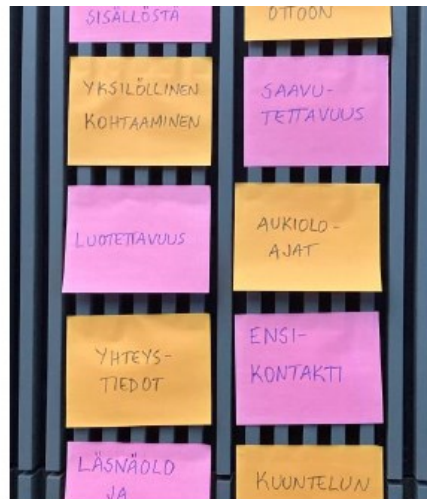 SISÄLLÖSTÄ
YKSILÖLLINEN
KOHTAAMINEN
LUOTETTAVUUS
YHTEYS-
TIEDOT
LÄSNÄOLO
JA
OTTOON
SAAVU-
TETTAVUUS
AUKIOLO-
AJAT
ENSI-
KONTAKTI
KUUNTELUN